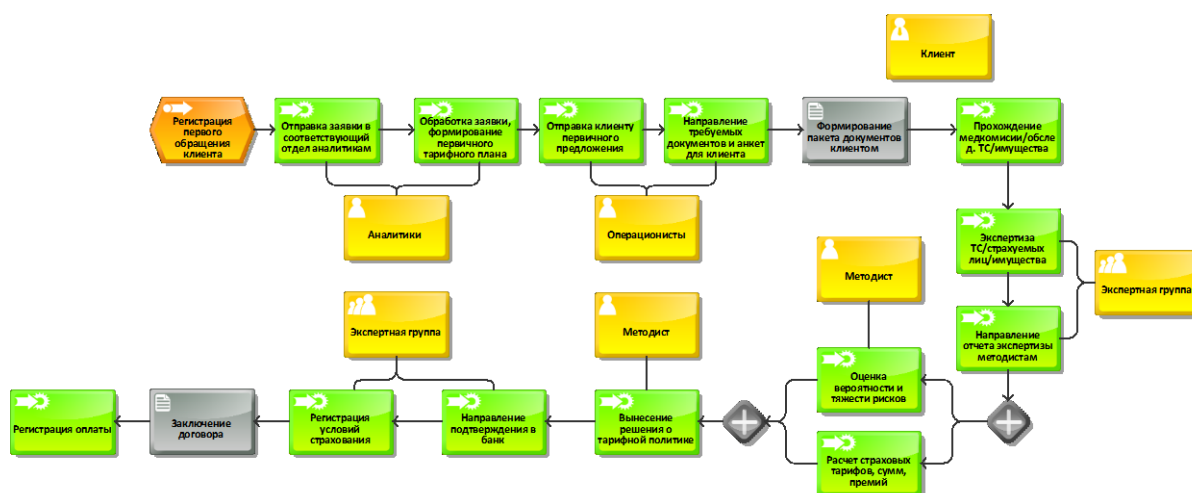 Клиент
Регистрация
первого
обращения
клиента
Отправка заявки в
соответствующий
отдел аналитикам
Обработка заявки,
формирование
первичного
тарифного плана
Отправка клиенту
первичного
предложения
Направление
требуемых
документов и анкет
для клиента
Формирование
пакета документов
клиентом
Прохождение
медкомисии/обсле
д. ТС/имущества
Аналитики
Операционисты
Экспертиза
ТС/страхуемых
лиц/имущества
Методист
Экспертная группа
Экспертная группа
Методист
Направление
отчета экспертизы
методистам
Оценка
вероятности и
тяжести рисков
Регистрация оплаты
Заключение
договора
Регистрация
условий
страхования
Направление
подтверждения в
банк
Вынесение
решения о
тарифной политике
Расчет страховых
тарифов, сумм,
премий